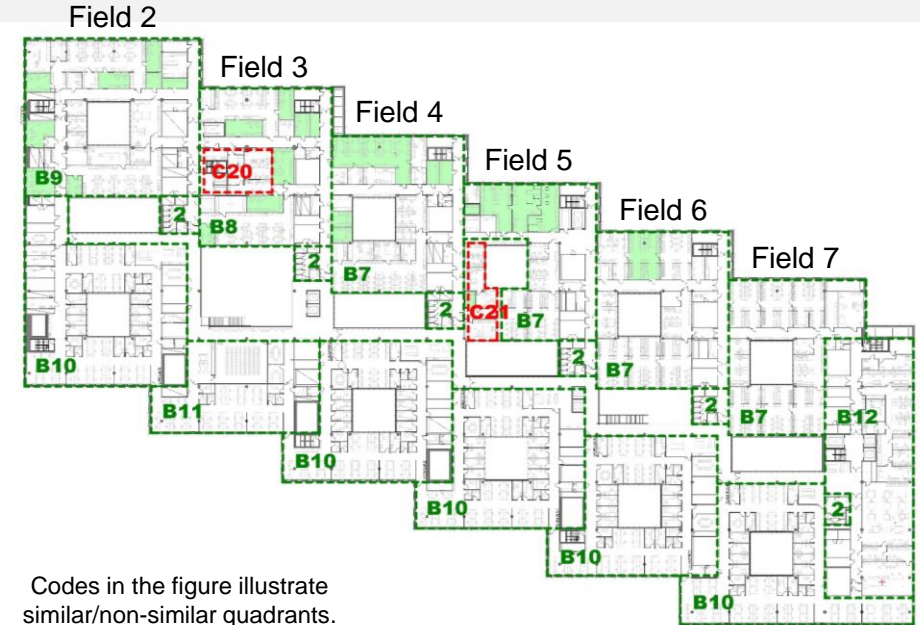 Field 2
Field 3
Field 4
Field 5
Field 6
Field 7
C20
B9
2
B8
2
B7
2
C21
B7
2
B7
2
B7
B12
B10
B11
B10
B10
B10
2
B10
Codes in the figure illustrate
similar/non-similar quadrants.